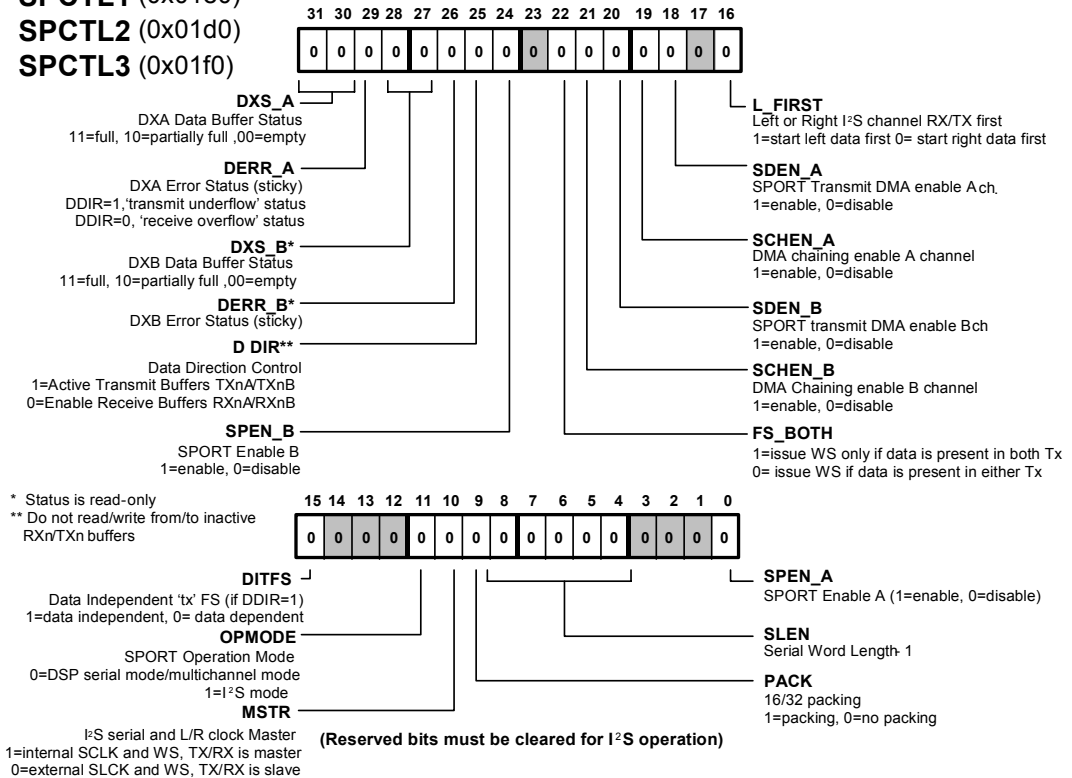 SPCTL2 (0x01d0)
SPCTL3 (0x01f0)
31 30 29 28 27 26 25 24 23 22 21 20 19 18 17 16
0 0 0 0 0 0 0 0 0 0 0 0 0 0 0 0
DXS_A
DXA Data Buffer Status
11=full, 10=partially full ,00=empty
DERR_A
DXA Error Status (sticky)
DDIR=1,'transmit underflow' status
DDIR=0, 'receive overflow' status
DXS_B*
DXB Data Buffer Status
11=full, 10=partially full ,00=empty
DERR_B*
DXB Error Status (sticky)
D DIR**
Data Direction Control
1=Active Transmit Buffers TXnA/TXnB
0=Enable Receive Buffers RXnA/RXnB
SPEN_B
SPORT Enable B
1=enable, 0=disable
L_FIRST
Left or Right I²S channel RX/TX first
1=start left data first 0= start right data first
SDEN_A
SPORT Transmit DMA enable A ch.
1=enable, 0=disable
SCHEN_A
DMA chaining enable A channel
1=enable, 0=disable
SDEN_B
SPORT transmit DMA enable Bch
1=enable, 0=disable
SCHEN_B
DMA Chaining enable B channel
1=enable, 0=disable
FS_BOTH
1=issue WS only if data is present in both Tx
0= issue WS if data is present in either Tx
* Status is read-only
** Do not read/write from/to inactive
RXn/TXn buffers
15 14 13 12 11 10 9 8 7 6 5 4 3 2 1 0
0 0 0 0 0 0 0 0 0 0 0 0 0 0 0 0
DITFS
Data Independent 'tx' FS (if DDIR=1)
1=data independent, 0= data dependent
OPMODE
SPORT Operation Mode
0=DSP serial mode/multichannel mode
1=I²S mode
MSTR
I²S serial and L/R clock Master
1=internal SCLK and WS, TX/RX is master
0=external SLCK and WS, TX/RX is slave
SPEN_A
SPORT Enable A (1=enable, 0=disable)
SLEN
Serial Word Length- 1
PACK
16/32 packing
1=packing, 0=no packing
(Reserved bits must be cleared for I²S operation)